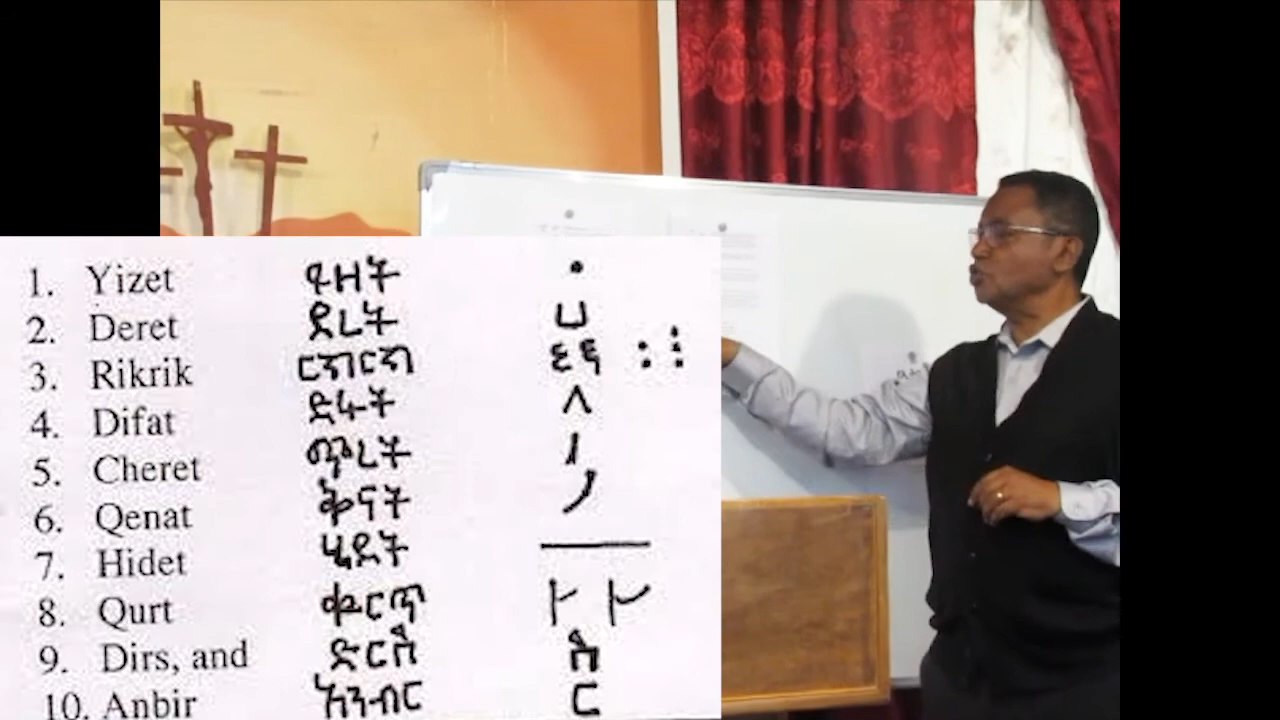 1. Yizet ይዘት
2. Deret ደረት
3. Rikrik ርክርክ
4. Difat ድፋት
5. Cheret ጭረት
6. Qenat ቅናት
7. Hidet ሂደት
8. Qurt ቁርጥ
9. Dirs, and ድርስ ስ
10. Anbir አንብር ር